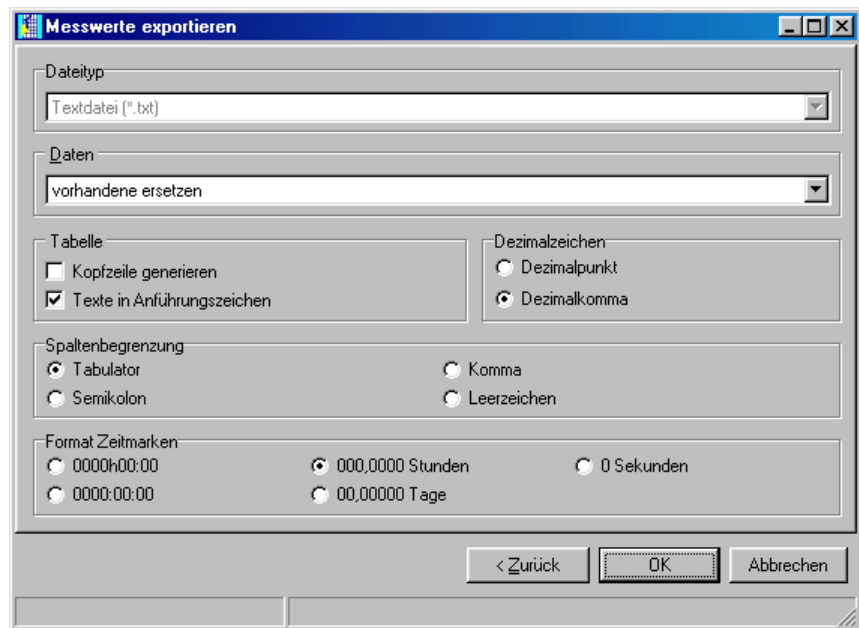 Messwerte exportieren
Dateityp
Textdatei (*.txt)
Daten
vorhandene ersetzen
Tabelle
Kopfzeile generieren
Texte in Anführungszeichen
Dezimalzeichen
Dezimalpunkt
Dezimalkomma
Spaltenbegrenzung
Tabulator
Komma
Semikolon
Leerzeichen
Format Zeitmarken
0000h00:00
000,0000 Stunden
0 Sekunden
0000:00:00
00,00000 Tage
< Zurück
OK
Abbrechen